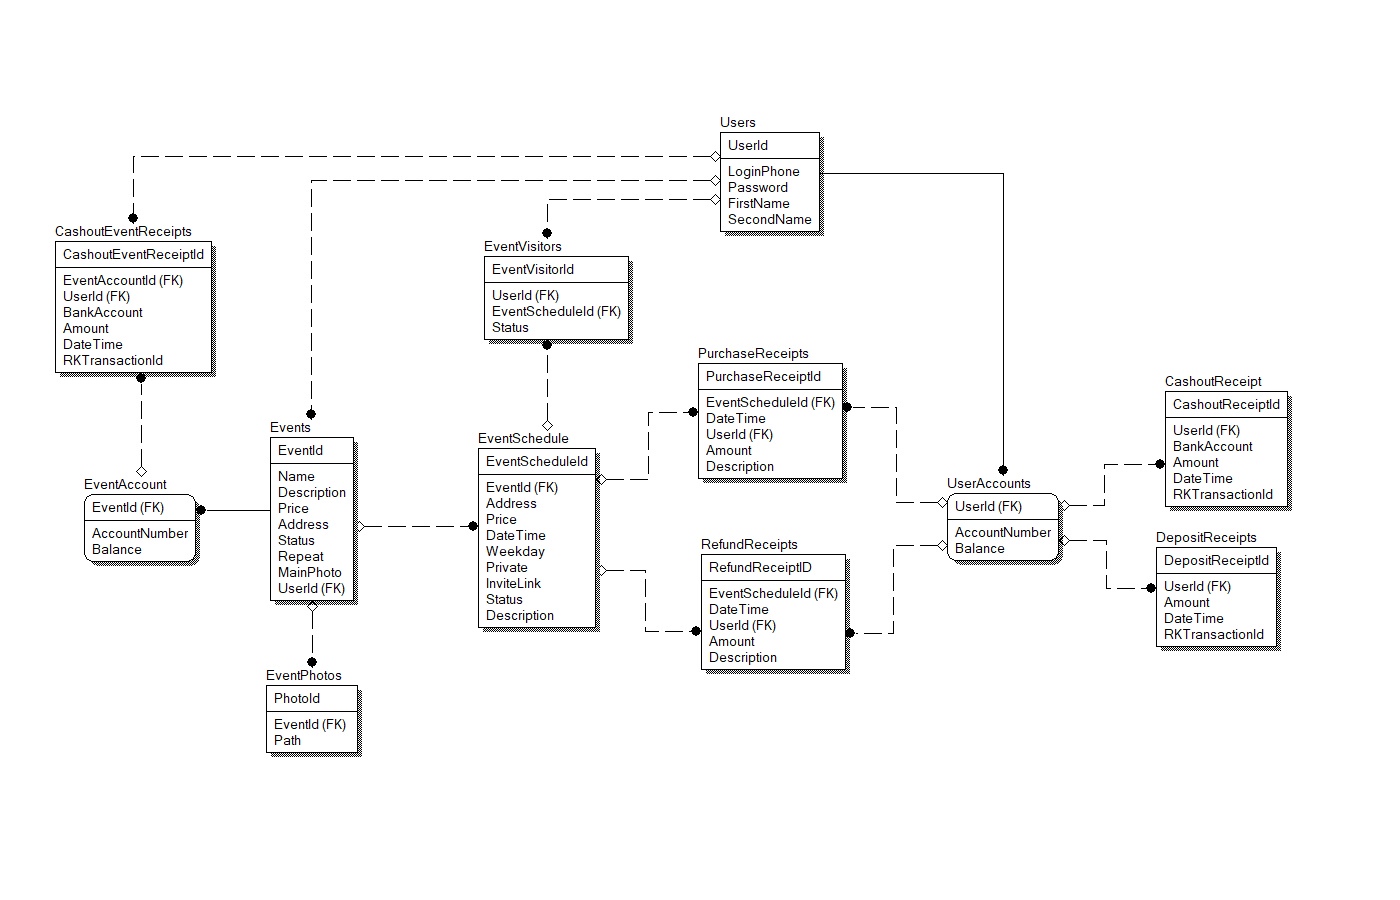 Users
UserId
LoginPhone
Password
FirstName
SecondName
CashoutEventReceipts
CashoutEventReceiptId
EventAccountId (FK)
UserId (FK)
BankAccount
Amount
DateTime
RKTransactionId
EventVisitors
EventVisitorId
UserId (FK)
EventScheduleId (FK)
Status
PurchaseReceipts
PurchaseReceiptId
EventScheduleId (FK)
DateTime
UserId (FK)
Amount
Description
CashoutReceipt
CashoutReceiptId
UserId (FK)
BankAccount
Amount
DateTime
RKTransactionId
Events
EventId
Name
Description
Price
Address
Status
Repeat
MainPhoto
UserId (FK)
EventSchedule
EventScheduleId
EventId (FK)
Address
Price
DateTime
Weekday
Private
InviteLink
Status
Description
EventAccount
EventId (FK)
AccountNumber
Balance
UserAccounts
UserId (FK)
AccountNumber
Balance
RefundReceipts
RefundReceiptID
EventScheduleId (FK)
DateTime
UserId (FK)
Amount
Description
DepositReceipts
DepositReceiptId
UserId (FK)
Amount
DateTime
RKTransactionId
EventPhotos
PhotoId
EventId (FK)
Path